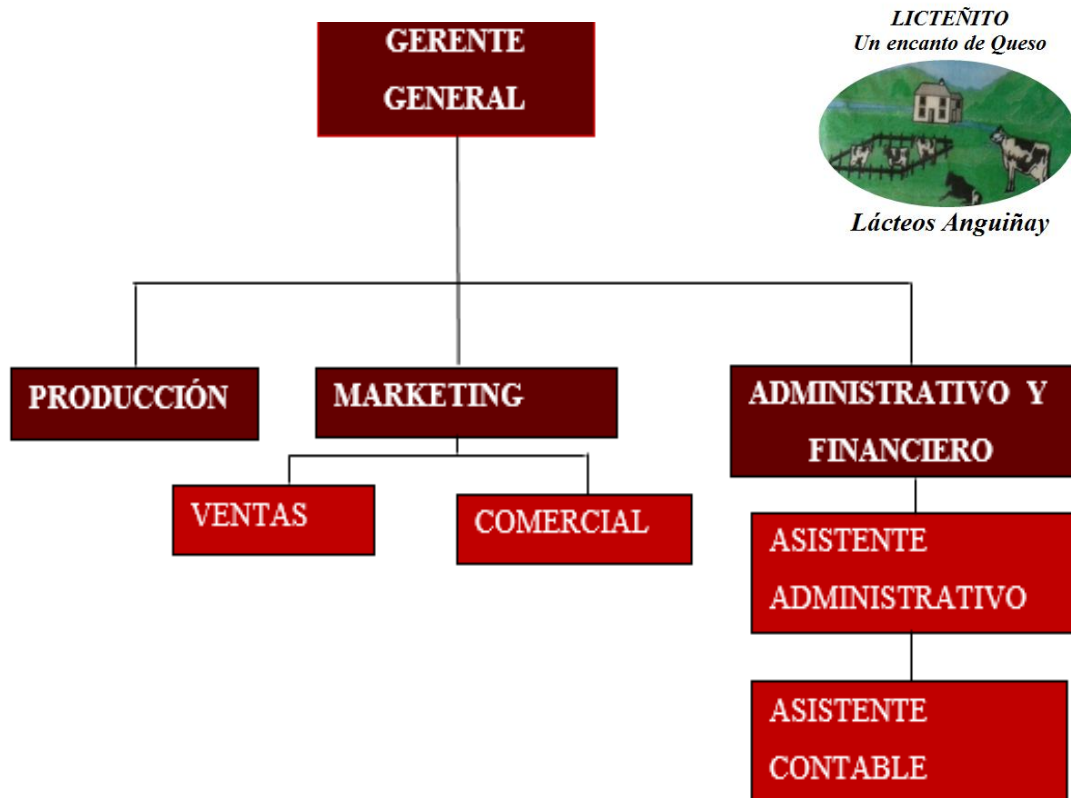 LICTEÑITO
Un encanto de Queso
Lácteos Anguiñay
GERENTE
GENERAL
PRODUCCIÓN
MARKETING
ADMINISTRATIVO Y
FINANCIERO
VENTAS
COMERCIAL
ASISTENTE
ADMINISTRATIVO
ASISTENTE
CONTABLE